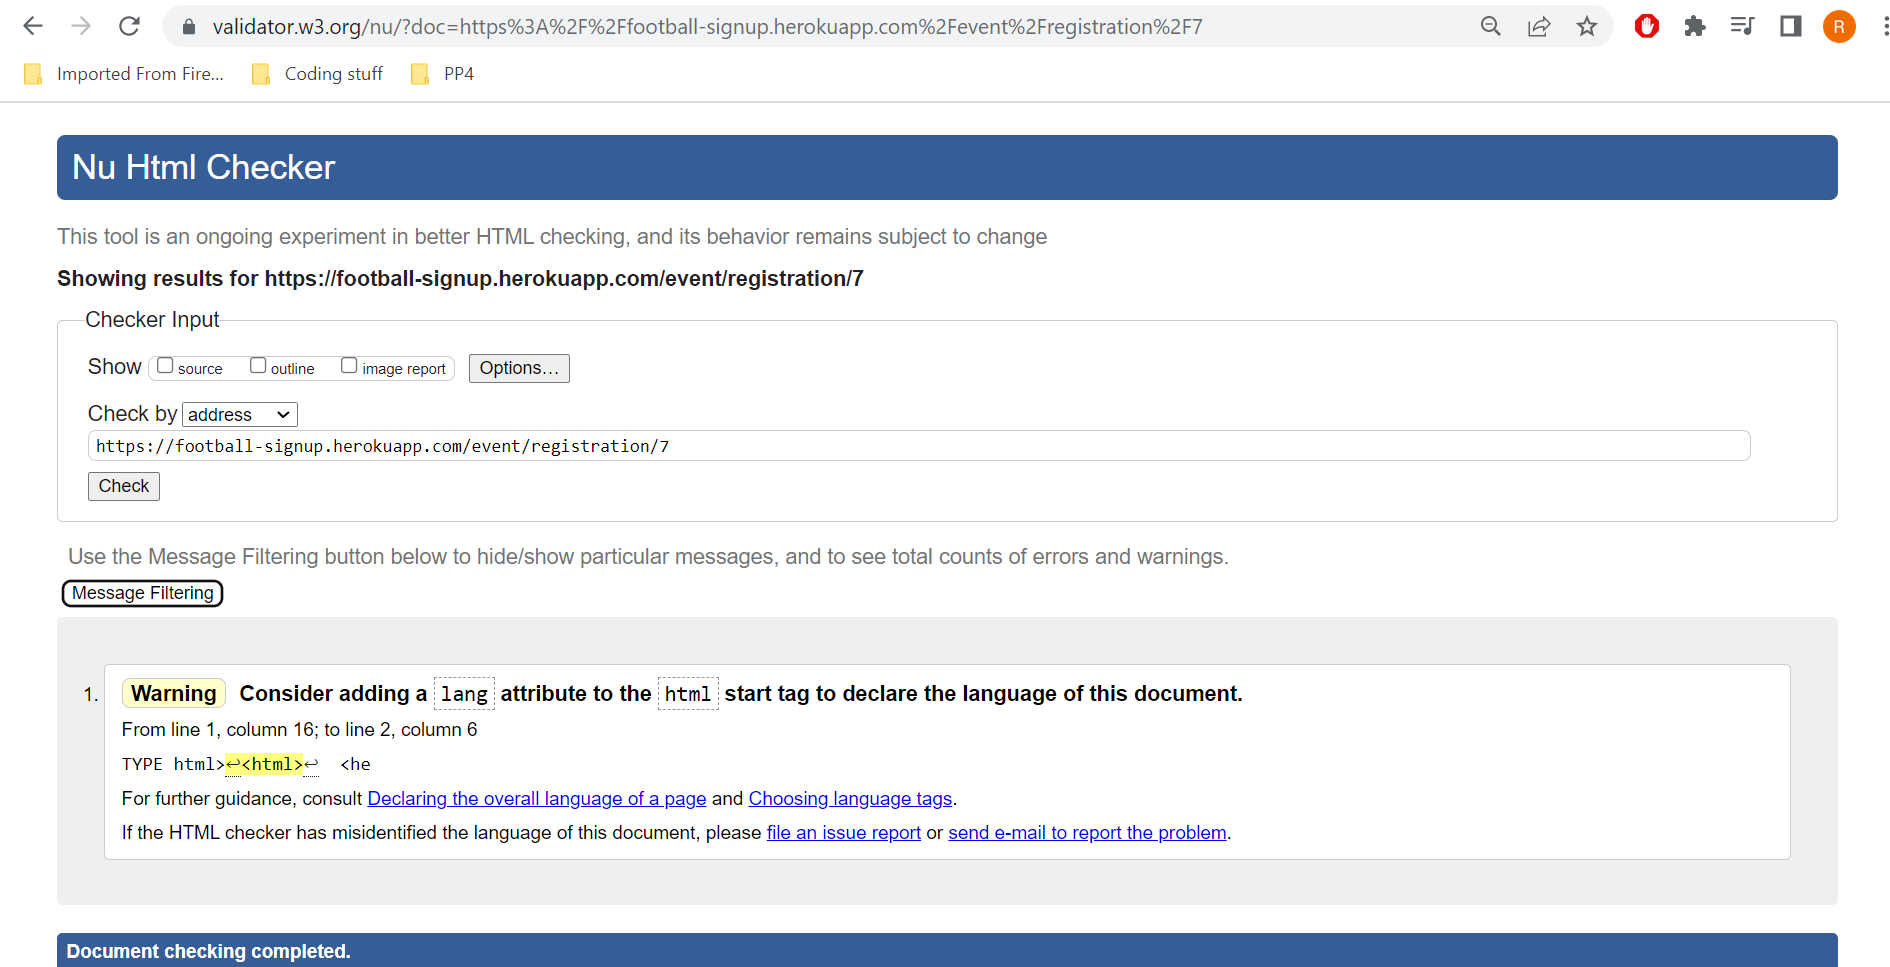 validator.w3.org/nu/?doc=https%3A%2F%2Ffootball-signup.herokuapp.com%2Fevent%2Fregistration%2F7
R
Imported From Fire... Coding stuff PP4
Nu Html Checker
This tool is an ongoing experiment in better HTML checking, and its behavior remains subject to change
Showing results for https://football-signup.herokuapp.com/event/registration/7
Checker Input
Show source outline image report Options...
Check by address
https://football-signup.herokuapp.com/event/registration/7
Check
Use the Message Filtering button below to hide/show particular messages, and to see total counts of errors and warnings.
Message Filtering
1. Warning Consider adding a lang attribute to the html start tag to declare the language of this document.
From line 1, column 16; to line 2, column 6
TYPE html>↩<html>↩  <he
For further guidance, consult Declaring the overall language of a page and Choosing language tags.
If the HTML checker has misidentified the language of this document, please file an issue report or send e-mail to report the problem.
Document checking completed.